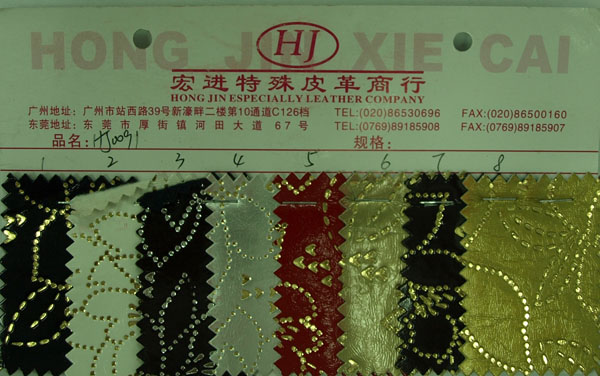 HONG JIN XIE CAI
HJ
宏进特殊皮革商行
HONG JIN ESPECIALLY LEATHER COMPANY
广州地址：广州市站西路39号新濠畔二楼第10通道C126档 TEL:(020)86530696 FAX:(020)86500160
东莞地址：东莞市厚街镇河田大道67号 TEL:(0769)89185908 FAX:(0769)89185907
品名：HJ0091 规格：
1 2 3 4 5 6 7 8